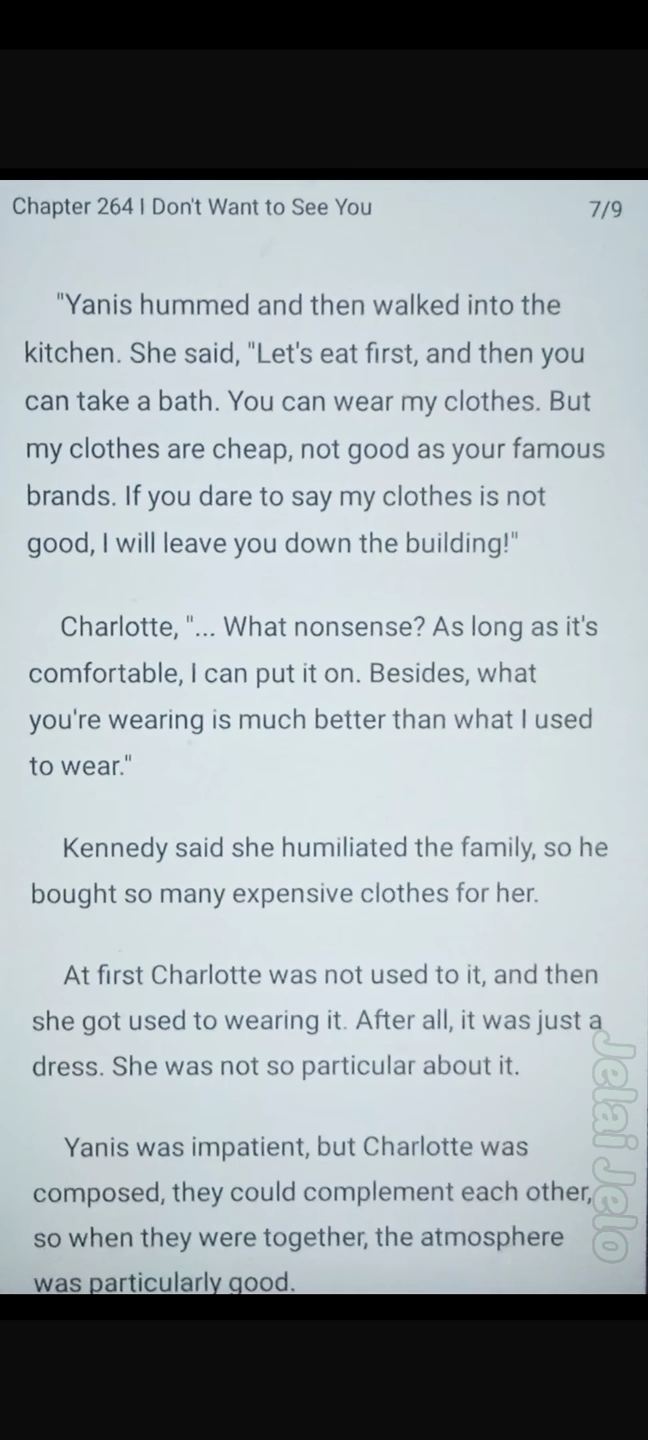 Chapter 264 I Don't Want to See You
7/9
"Yanis hummed and then walked into the
kitchen. She said, "Let's eat first, and then you
can take a bath. You can wear my clothes. But
my clothes are cheap, not good as your famous
brands. If you dare to say my clothes is not
good, I will leave you down the building!"
Charlotte, "... What nonsense? As long as it's
comfortable, I can put it on. Besides, what
you're wearing is much better than what I used
to wear."
Kennedy said she humiliated the family, so he
bought so many expensive clothes for her.
At first Charlotte was not used to it, and then
she got used to wearing it. After all, it was just a
dress. She was not so particular about it.
Yanis was impatient, but Charlotte was
composed, they could complement each other,
so when they were together, the atmosphere
was particularly good.
Jelai Jelo